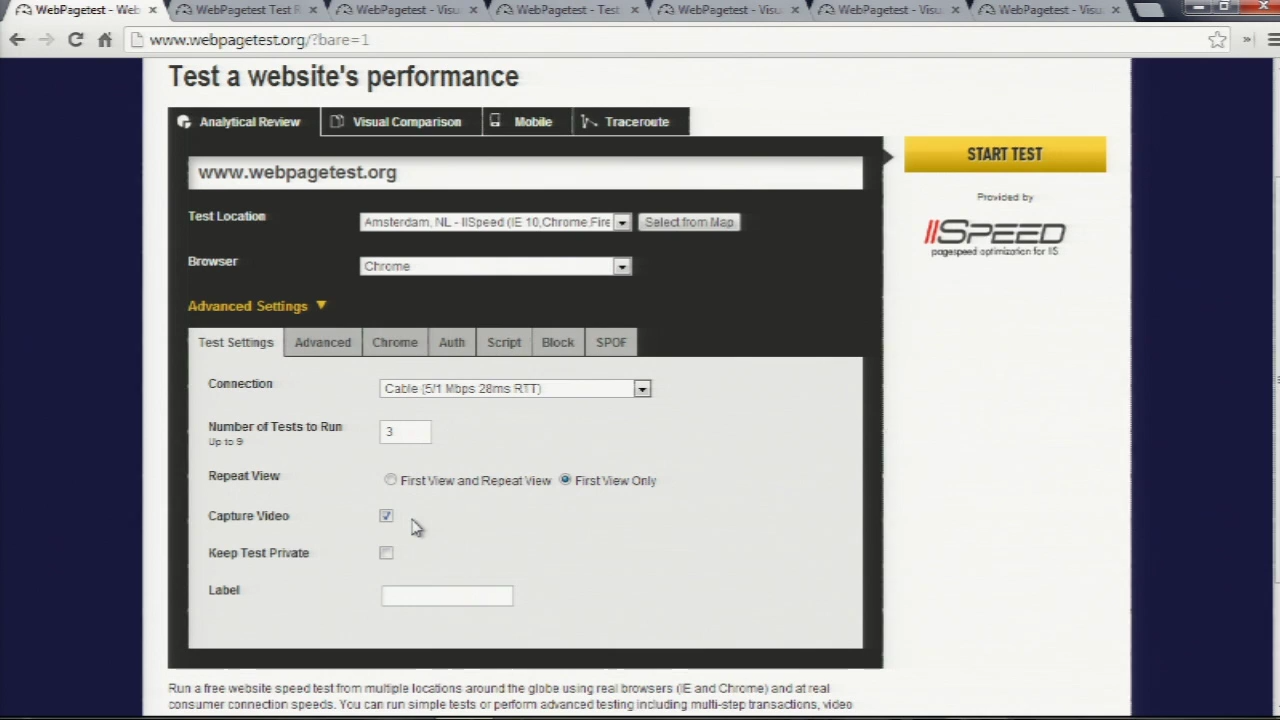 WebPagetest - Web
WebPagetest Test R
WebPagetest - Visu
WebPagetest - Test
WebPagetest - Visu
WebPagetest - Visu
WebPagetest - Visu
www.webpagetest.org/?bare=1
Test a website's performance
Analytical Review
Visual Comparison
Mobile
Traceroute
www.webpagetest.org
START TEST
Provided by
//SPEED
pagespeed optimization for IIS
Test Location
Amsterdam, NL - IISpeed (IE 10,Chrome,Fire
Select from Map
Browser
Chrome
Advanced Settings ▼
Test Settings
Advanced
Chrome
Auth
Script
Block
SPOF
Connection
Cable (5/1 Mbps 28ms RTT)
Number of Tests to Run
3
Up to 9
Repeat View
First View and Repeat View
First View Only
Capture Video
Keep Test Private
Label
Run a free website speed test from multiple locations around the globe using real browsers (IE and Chrome) and at real
consumer connection speeds. You can run simple tests or perform advanced testing including multi-step transactions, video